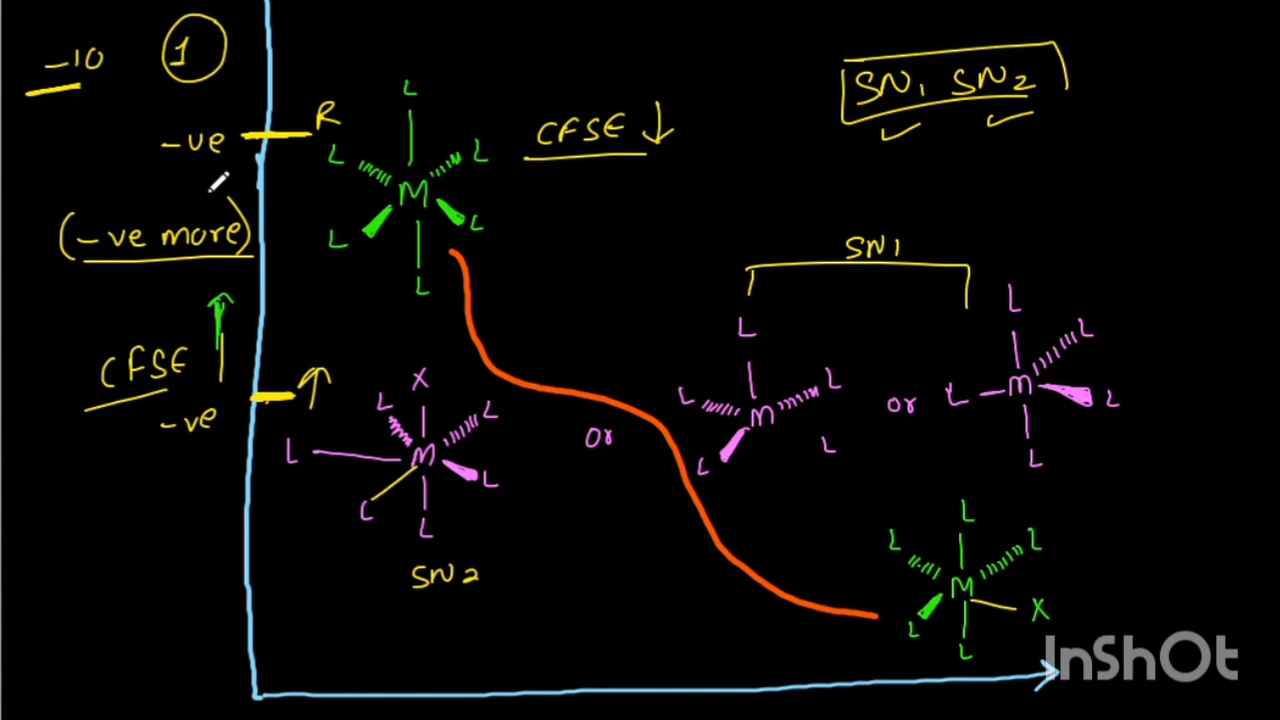 -10 1
SN1 SN2
-ve R
CFSE ↓
L
L L
M
L L
L
(-ve more)
SN1
CFSE
-ve
X
L L
L M
L L
L
SN2
or
L
L L
M
L L
or
L
L
L M
L
L
L
L L
M
L X
L
InShOt